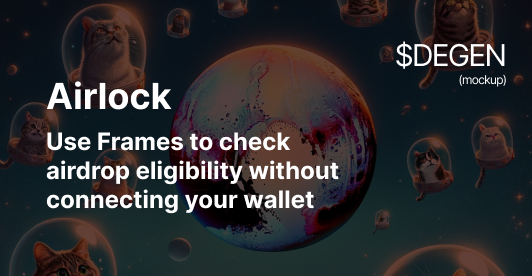 $DEGEN
(mockup)
Airlock
Use Frames to check
airdrop eligibility without
connecting your wallet